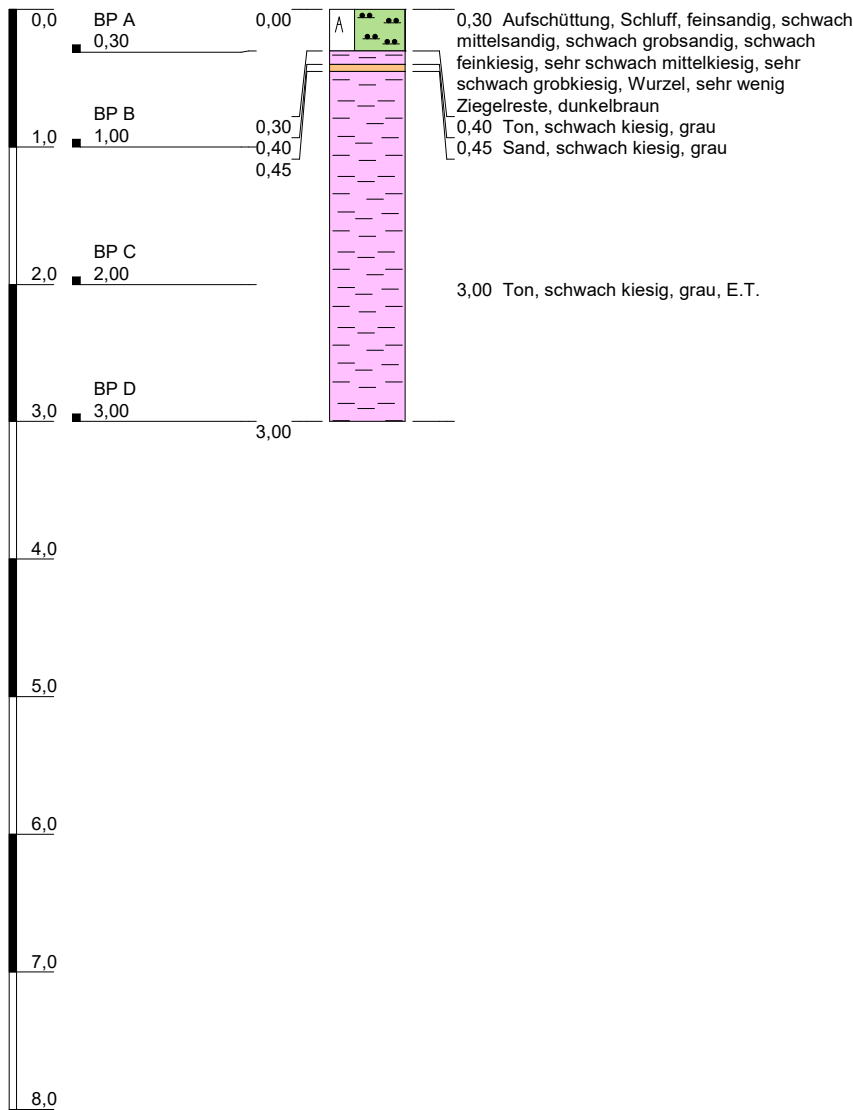 0,0
BP A
0,30
BP B
1,00
1,0
BP C
2,0
2,00
BP D
3,00
3,0
4,0
5,0
6,0
7,0
8,0
0,00
A
0,30
0,40
0,45
3,00
0,30 Aufschüttung, Schluff, feinsandig, schwach
mittelsandig, schwach grobsandig, schwach
feinkiesig, sehr schwach mittelkiesig, sehr
schwach grobkiesig, Wurzel, sehr wenig
Ziegelreste, dunkelbraun
0,40 Ton, schwach kiesig, grau
0,45 Sand, schwach kiesig, grau
3,00 Ton, schwach kiesig, grau, E.T.